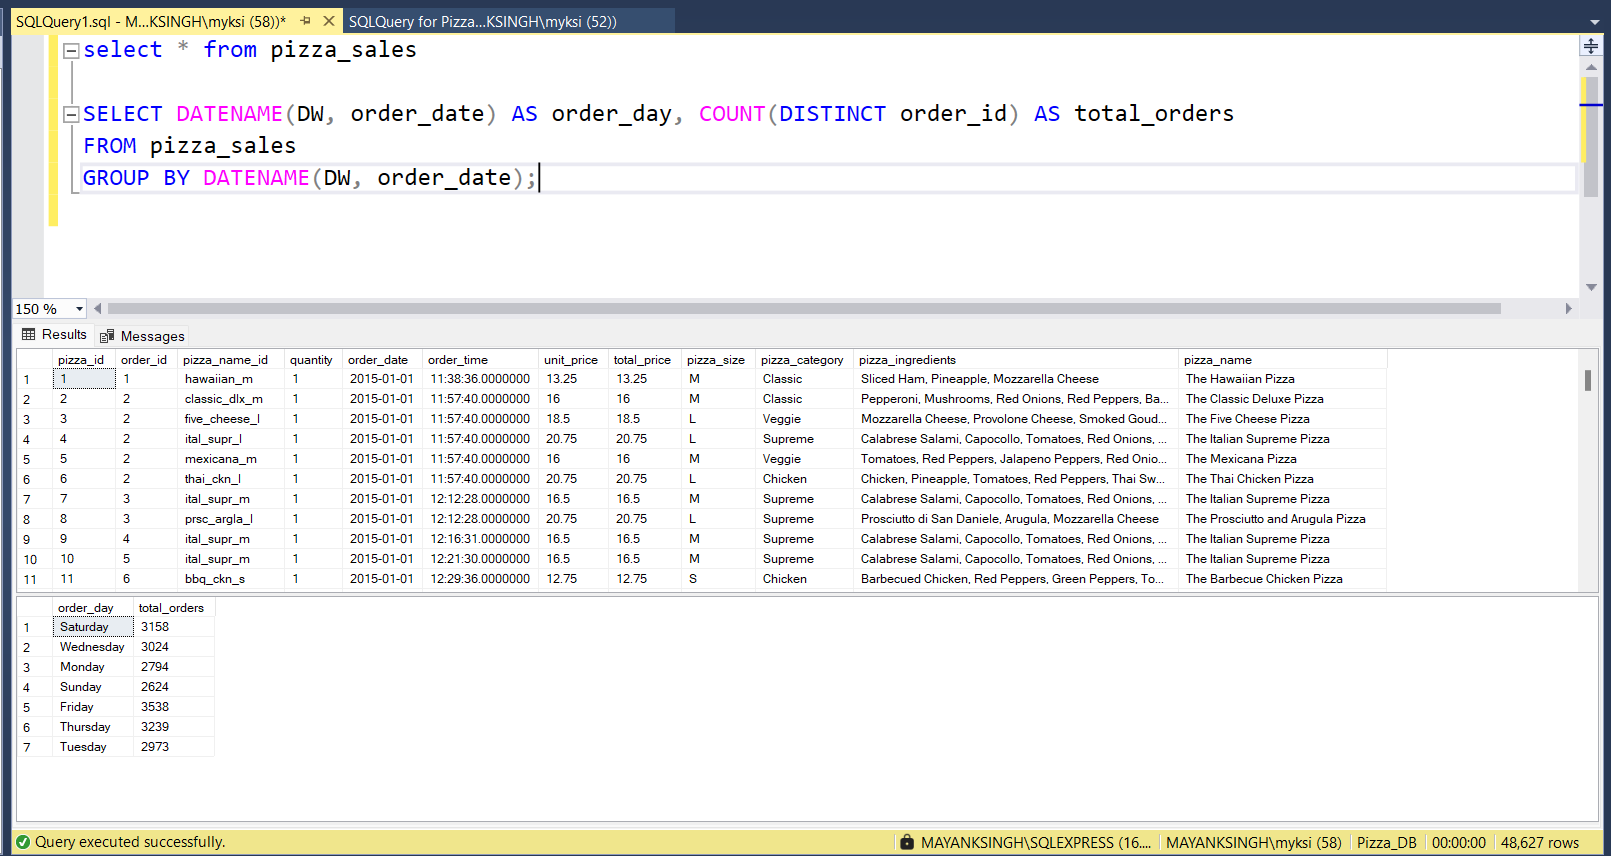 SQLQuery1.sql - M...KSINGH\myksi (58))* SQLQuery for Pizza...KSINGH\myksi (52))
select * from pizza_sales
SELECT DATENAME(DW, order_date) AS order_day, COUNT(DISTINCT order_id) AS total_orders
FROM pizza_sales
GROUP BY DATENAME(DW, order_date);
150 %
Results Messages
pizza_id order_id pizza_name_id quantity order_date order_time unit_price total_price pizza_size pizza_category pizza_ingredients pizza_name
1 1 1 hawaiian_m 1 2015-01-01 11:38:36.0000000 13.25 13.25 M Classic Sliced Ham, Pineapple, Mozzarella Cheese The Hawaiian Pizza
2 2 2 classic_dlx_m 1 2015-01-01 11:57:40.0000000 16 16 M Classic Pepperoni, Mushrooms, Red Onions, Red Peppers, Ba... The Classic Deluxe Pizza
3 3 2 five_cheese_l 1 2015-01-01 11:57:40.0000000 18.5 18.5 L Veggie Mozzarella Cheese, Provolone Cheese, Smoked Goud... The Five Cheese Pizza
4 4 2 ital_supr_l 1 2015-01-01 11:57:40.0000000 20.75 20.75 L Supreme Calabrese Salami, Capocollo, Tomatoes, Red Onions, ... The Italian Supreme Pizza
5 5 2 mexicana_m 1 2015-01-01 11:57:40.0000000 16 16 M Veggie Tomatoes, Red Peppers, Jalapeno Peppers, Red Onio... The Mexicana Pizza
6 6 2 thai_ckn_l 1 2015-01-01 11:57:40.0000000 20.75 20.75 L Chicken Chicken, Pineapple, Tomatoes, Red Peppers, Thai Sw... The Thai Chicken Pizza
7 7 3 ital_supr_m 1 2015-01-01 12:12:28.0000000 16.5 16.5 M Supreme Calabrese Salami, Capocollo, Tomatoes, Red Onions, ... The Italian Supreme Pizza
8 8 3 prsc_argla_l 1 2015-01-01 12:12:28.0000000 20.75 20.75 L Supreme Prosciutto di San Daniele, Arugula, Mozzarella Cheese The Prosciutto and Arugula Pizza
9 9 4 ital_supr_m 1 2015-01-01 12:16:31.0000000 16.5 16.5 M Supreme Calabrese Salami, Capocollo, Tomatoes, Red Onions, ... The Italian Supreme Pizza
10 10 5 ital_supr_m 1 2015-01-01 12:21:30.0000000 16.5 16.5 M Supreme Calabrese Salami, Capocollo, Tomatoes, Red Onions, ... The Italian Supreme Pizza
11 11 6 bbq_ckn_s 1 2015-01-01 12:29:36.0000000 12.75 12.75 S Chicken Barbecued Chicken, Red Peppers, Green Peppers, To... The Barbecue Chicken Pizza
order_day total_orders
1 Saturday 3158
2 Wednesday 3024
3 Monday 2794
4 Sunday 2624
5 Friday 3538
6 Thursday 3239
7 Tuesday 2973
Query executed successfully. MAYANKSINGH\SQLEXPRESS (16.... MAYANKSINGH\myksi (58) Pizza_DB 00:00:00 48,627 rows